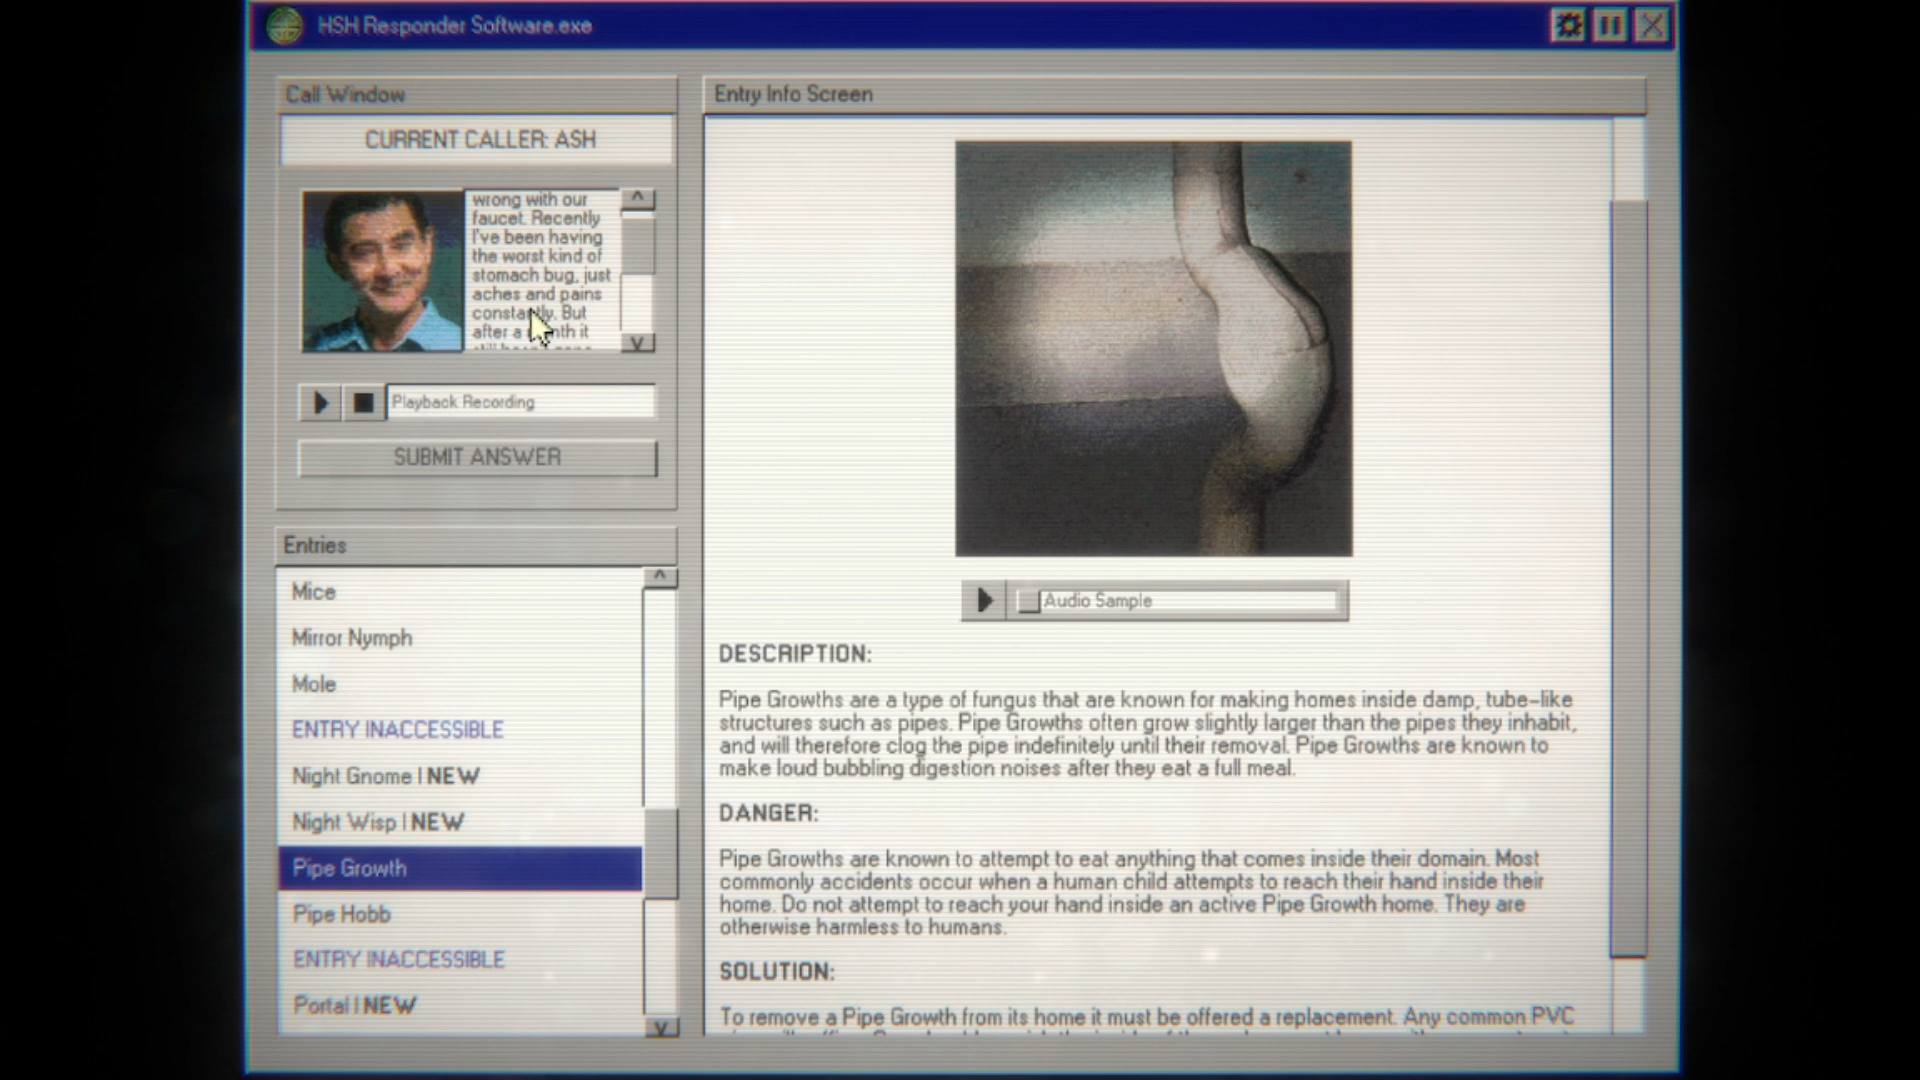 HSH Responder Software.exe
Call Window
CURRENT CALLER: ASH
wrong with our
faucet. Recently
I've been having
the worst kind of
stomach bug, just
aches and pains
constantly. But
after a month it
Playback Recording
SUBMIT ANSWER
Entries
Mice
Mirror Nymph
Mole
ENTRY INACCESSIBLE
Night Gnome | NEW
Night Wisp | NEW
Pipe Growth
Pipe Hobb
ENTRY INACCESSIBLE
Portal | NEW
Entry Info Screen
Audio Sample
DESCRIPTION:
Pipe Growths are a type of fungus that are known for making homes inside damp, tube-like
structures such as pipes. Pipe Growths often grow slightly larger than the pipes they inhabit,
and will therefore clog the pipe indefinitely until their removal. Pipe Growths are known to
make loud bubbling digestion noises after they eat a full meal.
DANGER:
Pipe Growths are known to attempt to eat anything that comes inside their domain. Most
commonly accidents occur when a human child attempts to reach their hand inside their
home. Do not attempt to reach your hand inside an active Pipe Growth home. They are
otherwise harmless to humans.
SOLUTION:
To remove a Pipe Growth from its home it must be offered a replacement. Any common PVC